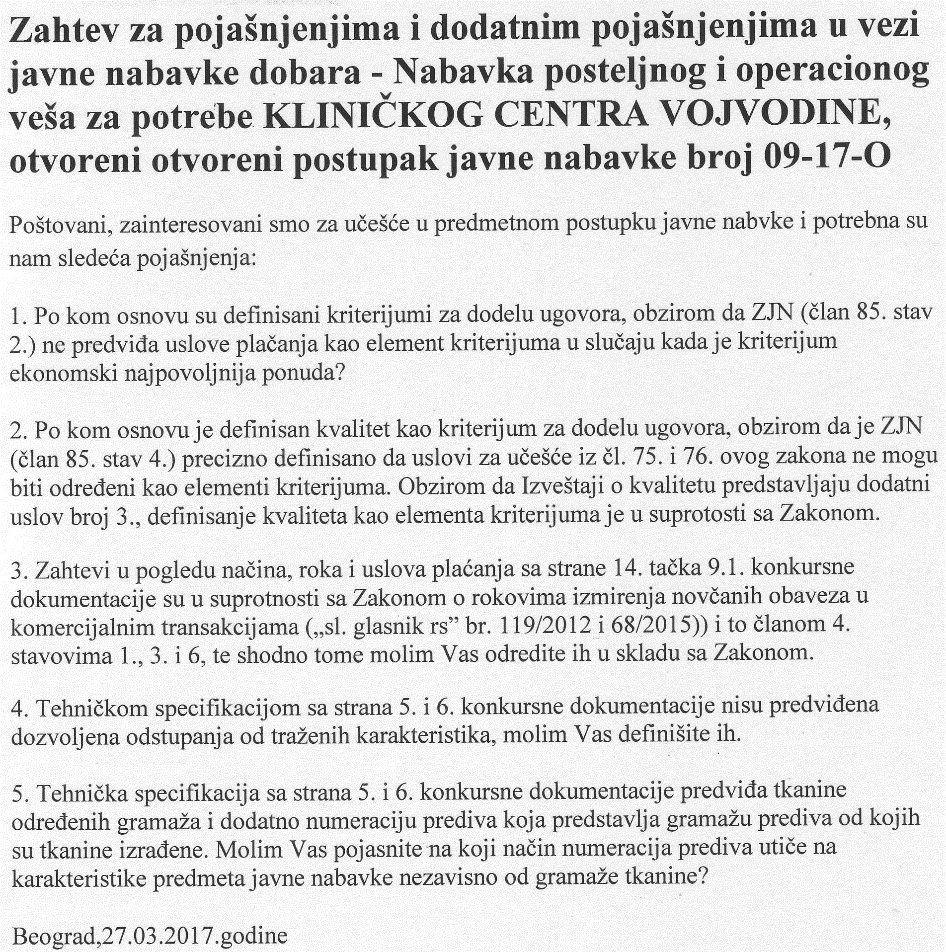 Zahtev za pojašnjenjima i dodatnim pojašnjenjima u vezi
javne nabavke dobara - Nabavka posteljnog i operacionog
veša za potrebe KLINIČKOG CENTRA VOJVODINE,
otvoreni otvoreni postupak javne nabavke broj 09-17-O
Poštovani, zainteresovani smo za učešće u predmetnom postupku javne nabvke i potrebna su
nam sledeća pojašnjenja:
1. Po kom osnovu su definisani kriterijumi za dodelu ugovora, obzirom da ZJN (član 85. stav
2.) ne predviđa uslove plačanja kao element kriterijuma u slučaju kada je kriterijum
ekonomski najpovoljnija ponuda?
2. Po kom osnovu je definisan kvalitet kao kriterijum za dodelu ugovora, obzirom da je ZJN
(član 85. stav 4.) precizno definisano da uslovi za učešće iz čl. 75. i 76. ovog zakona ne mogu
biti određeni kao elementi kriterijuma. Obzirom da Izveštaji o kvalitetu predstavljaju dodatni
uslov broj 3., definisanje kvaliteta kao elementa kriterijuma je u suprotosti sa Zakonom.
3. Zahtevi u pogledu načina, roka i uslova plaćanja sa strane 14. tačka 9.1. konkursne
dokumentacije su u suprotnosti sa Zakonom o rokovima izmirenja novčanih obaveza u
komercijalnim transakcijama („sl. glasnik rs” br. 119/2012 i 68/2015)) i to članom 4.
stavovima 1., 3. i 6, te shodno tome molim Vas odredite ih u skladu sa Zakonom.
4. Tehničkom specifikacijom sa strana 5. i 6. konkursne dokumentacije nisu predviđena
dozvoljena odstupanja od traženih karakteristika, molim Vas definišite ih.
5. Tehnička specifikacija sa strana 5. i 6. konkursne dokumentacije predviđa tkanine
određenih gramaža i dodatno numeraciju prediva koja predstavlja gramažu prediva od kojih
su tkanine izrađene. Molim Vas pojasnite na koji način numeracija prediva utiče na
karakteristike predmeta javne nabavke nezavisno od gramaže tkanine?
Beograd,27.03.2017.godine